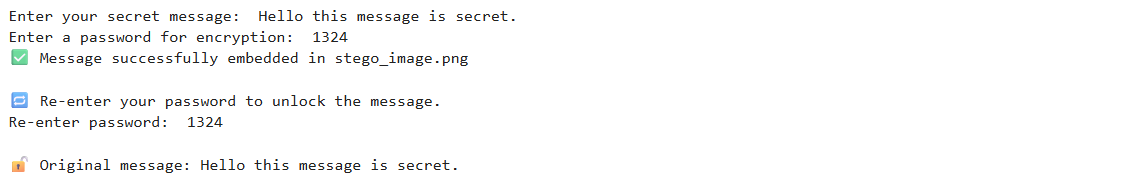 Enter your secret message:  Hello this message is secret.
Enter a password for encryption:  1324
✅ Message successfully embedded in stego_image.png
🔁 Re-enter your password to unlock the message.
Re-enter password:  1324
🔓 Original message: Hello this message is secret.